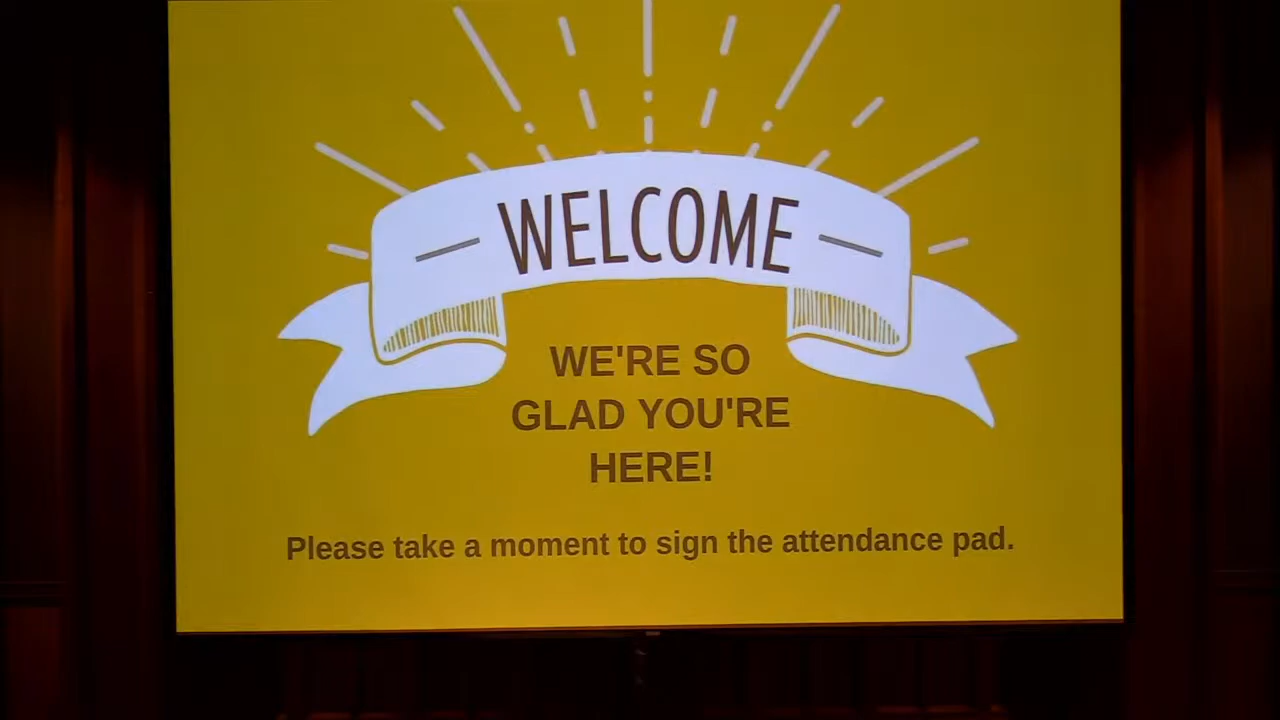 WELCOME
WE'RE SO
GLAD YOU'RE
HERE!
Please take a moment to sign the attendance pad.